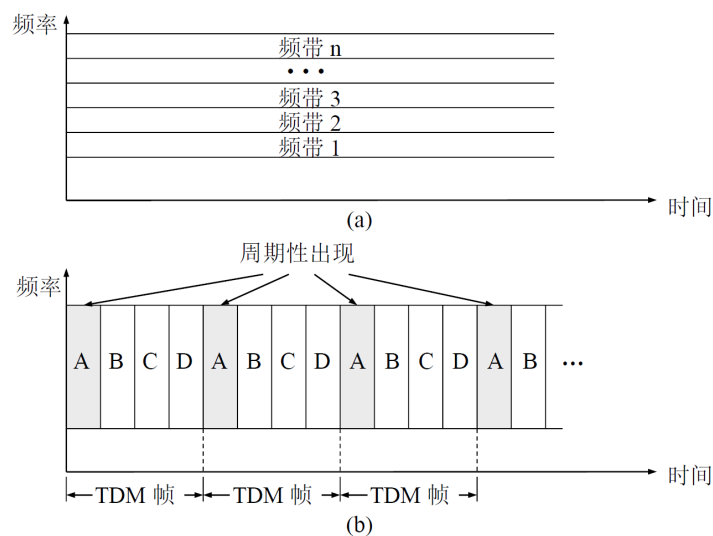 频率
频带 n
•••
频带 3
频带 2
频带 1
时间
(a)
周期性出现
频率
A B C D A B C D A B C D A B •••
时间
TDM 帧 TDM 帧 TDM 帧
(b)